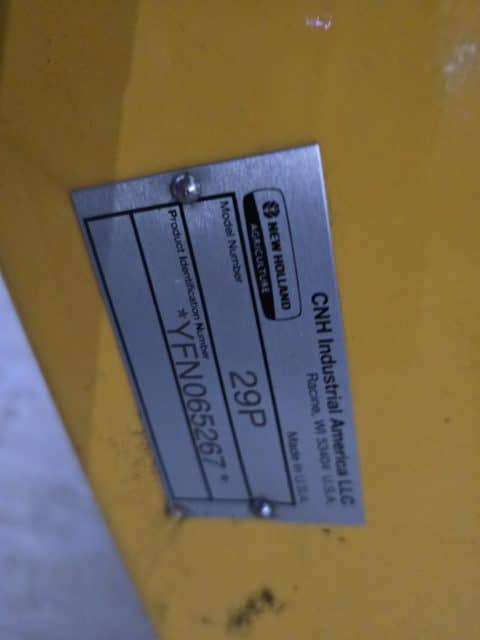 NEW HOLLAND
AGRICULTURE
CNH Industrial America LLC
Racine, WI 53404 U.S.A.
Made in U.S.A.
Model Number
29P
Product Identification Number
*YFN065267*